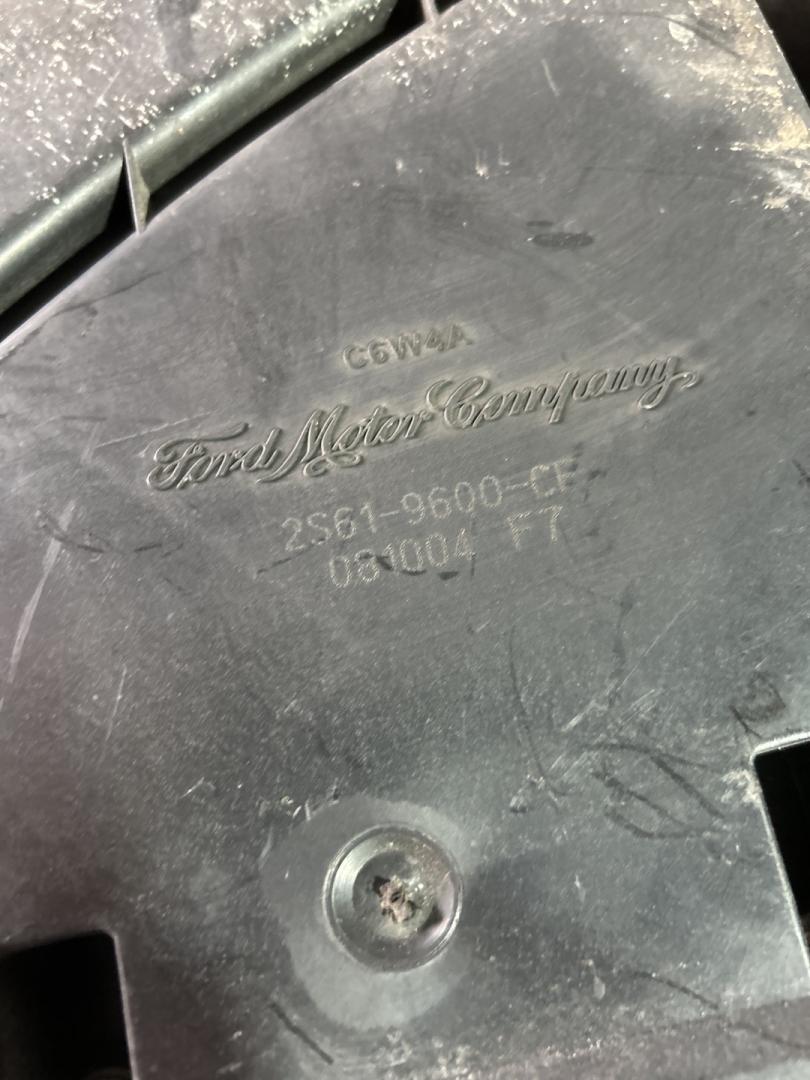 C6W4A
Ford Motor Company
2S61-9600-CF
081004 F7